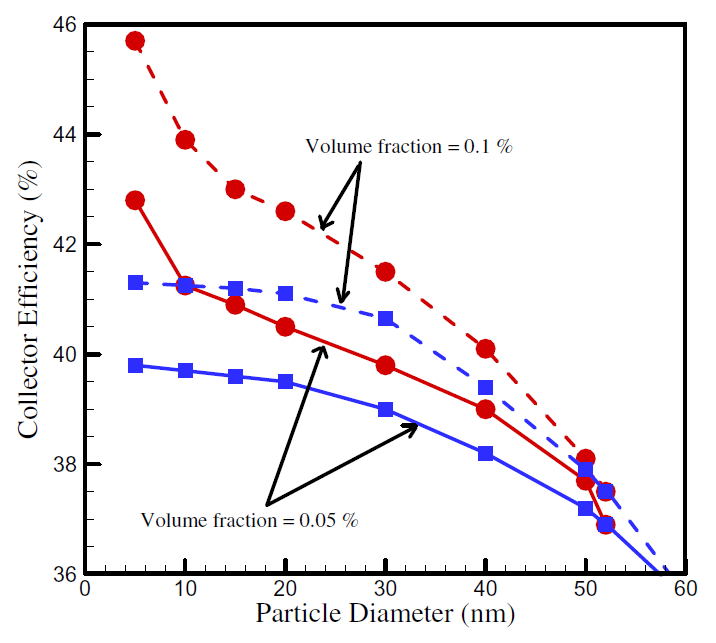 46
44
42
40
38
36
Collector Efficiency (%)
Volume fraction = 0.1 %
Volume fraction = 0.05 %
0 10 20 30 40 50 60
Particle Diameter (nm)